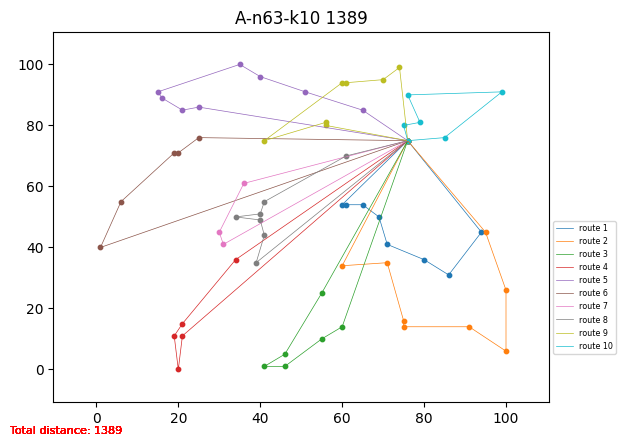 A-n63-k10 1389
100
80
60
40
20
0
0
20
40
60
80
100
route 1
route 2
route 3
route 4
route 5
route 6
route 7
route 8
route 9
route 10
Total distance: 1389